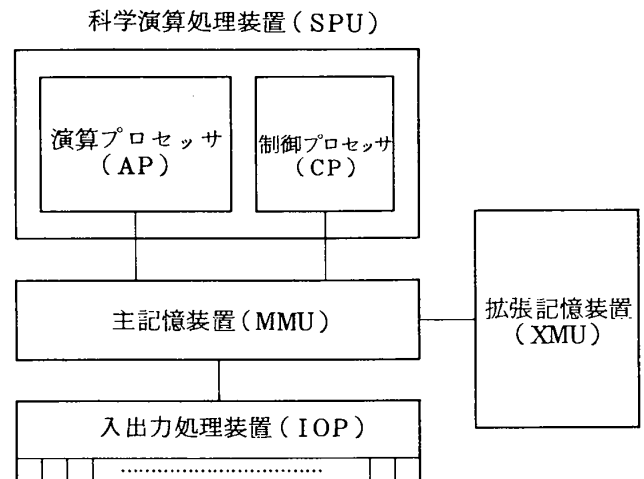 科学演算処理装置(SPU)
演算プロセッサ
(AP)
制御プロセッサ
(CP)
主記憶装置(MMU)
拡張記憶装置
(XMU)
入出力処理装置(IOP)